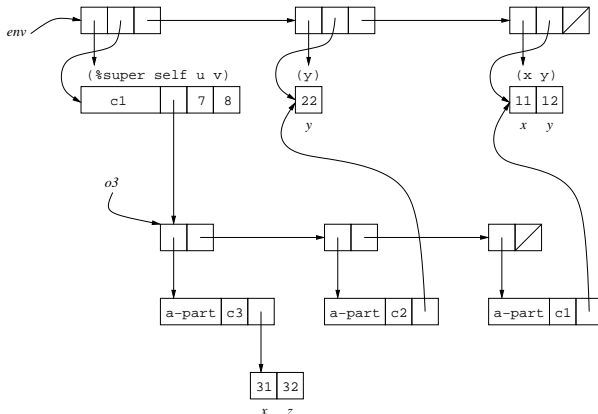 env
(%super self u v) (y) (x y)
c1 7 8 22 11 12
y x y
o3
a-part c3 a-part c2 a-part c1
31 32
x z